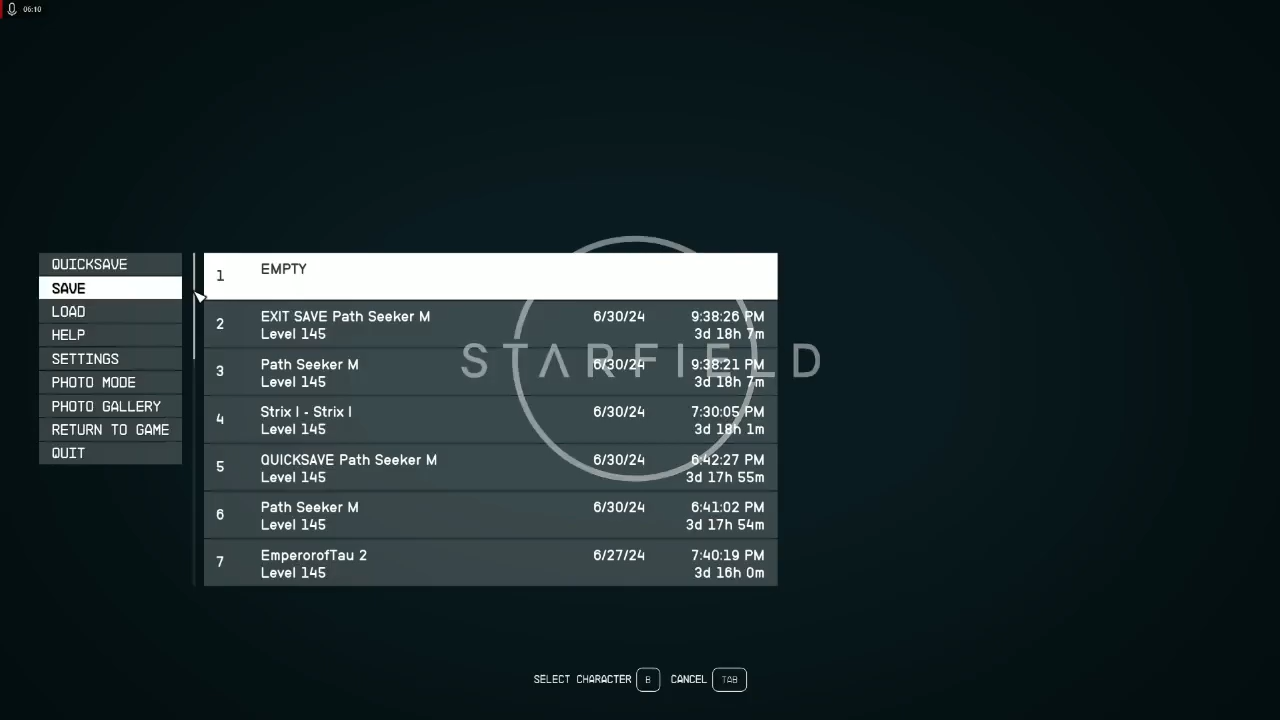 06:10
QUICKSAVE
SAVE
LOAD
HELP
SETTINGS
PHOTO MODE
PHOTO GALLERY
RETURN TO GAME
QUIT
1 EMPTY
2 EXIT SAVE Path Seeker M 6/30/24 9:38:26 PM
Level 145 3d 18h 7m
3 Path Seeker M 6/30/24 9:38:21 PM
Level 145 3d 18h 7m
4 Strix I - Strix I 6/30/24 7:30:05 PM
Level 145 3d 18h 1m
5 QUICKSAVE Path Seeker M 6/30/24 6:42:27 PM
Level 145 3d 17h 55m
6 Path Seeker M 6/30/24 6:41:02 PM
Level 145 3d 17h 54m
7 EmperorofTau 2 6/27/24 7:40:19 PM
Level 145 3d 16h 0m
STARFIELD
SELECT CHARACTER B CANCEL TAB